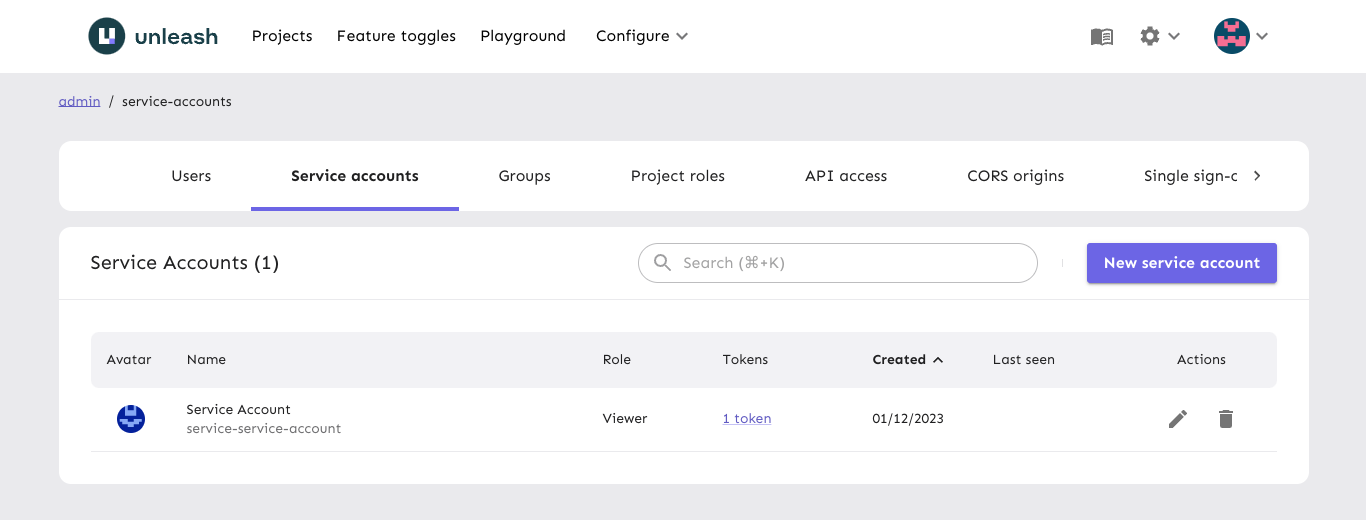 unleash Projects Feature toggles Playground Configure
admin / service-accounts
Users Service accounts Groups Project roles API access CORS origins Single sign-o
Service Accounts (1) Search (⌘+K) New service account
Avatar Name Role Tokens Created Last seen Actions
Service Account
service-service-account
Viewer 1 token 01/12/2023